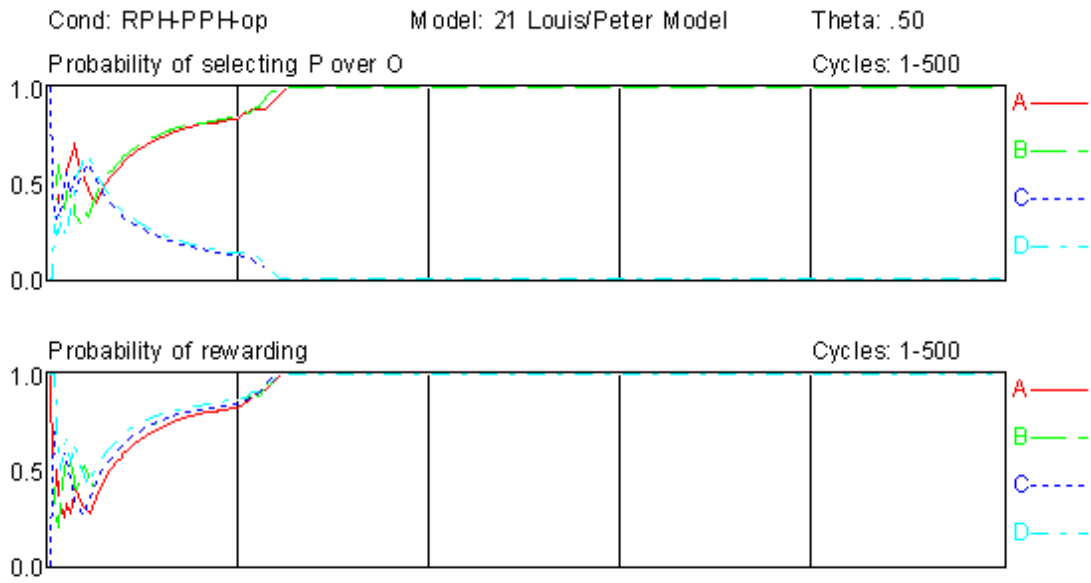 Cond: RPH-PPH-op Model: 21 Louis/Peter Model Theta: .50
Probability of selecting P over O Cycles: 1-500
1.0
A
B
0.5
C
D
0.0
Probability of rewarding Cycles: 1-500
1.0
A
B
0.5
C
D
0.0